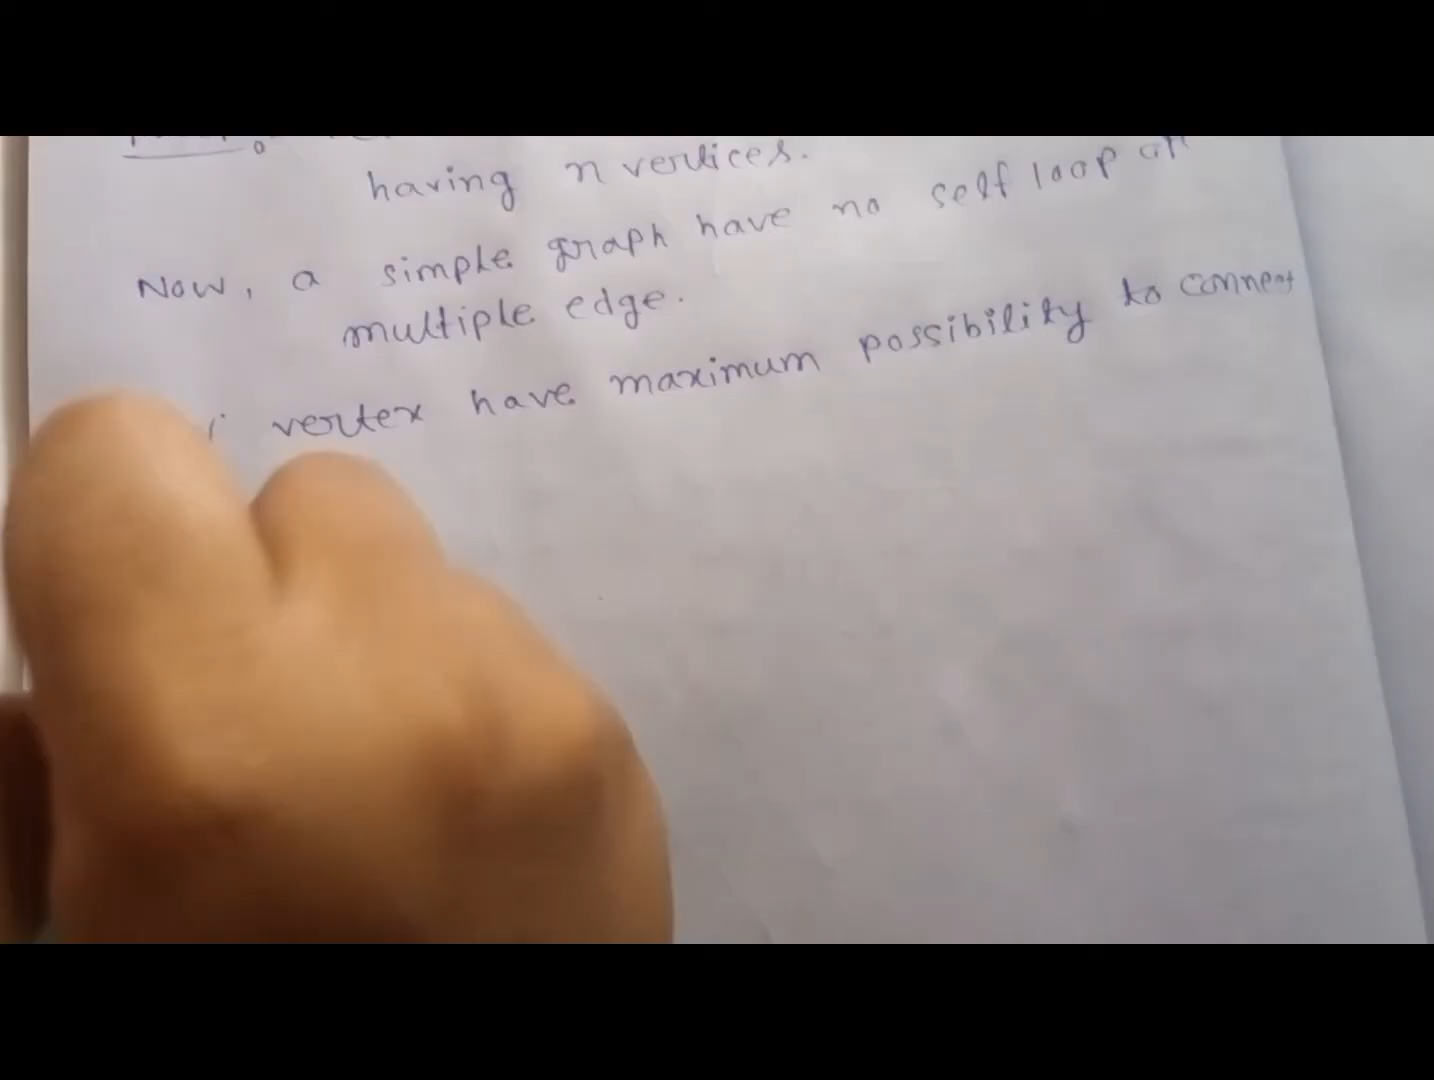 having n vertices.
Now, a simple graph have no self loop or
multiple edge.
vertex have maximum possibility to connect